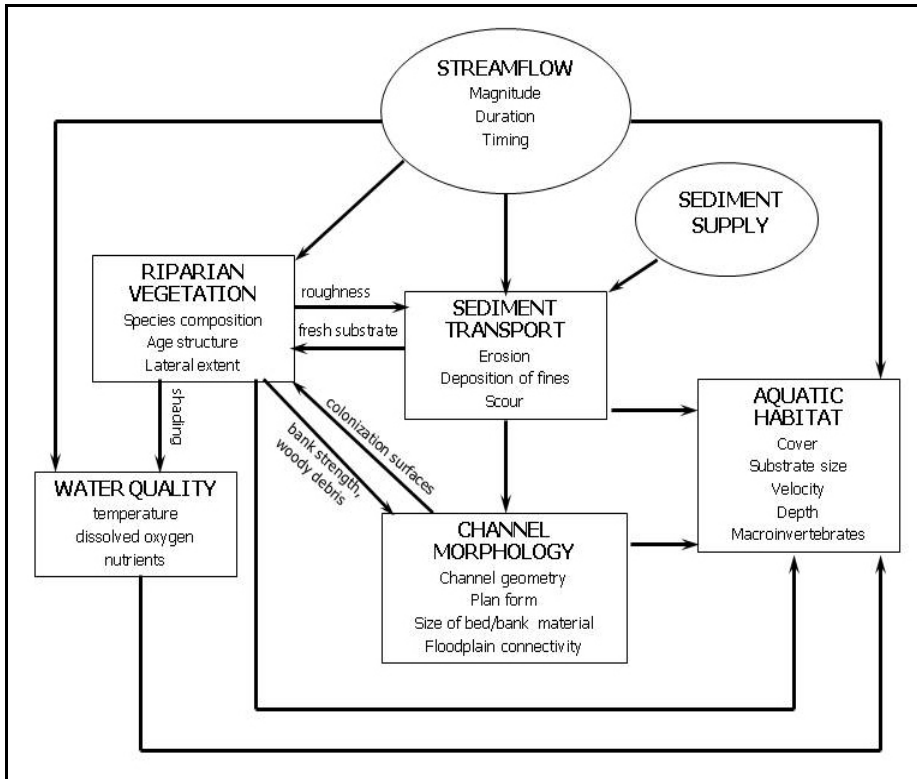 STREAMFLOW
Magnitude
Duration
Timing
SEDIMENT
SUPPLY
RIPARIAN
VEGETATION
Species composition
Age structure
Lateral extent
roughness
fresh substrate
SEDIMENT
TRANSPORT
Erosion
Deposition of fines
Scour
shading
bank strength,
woody debris
colonization surfaces
AQUATIC
HABITAT
Cover
Substrate size
Velocity
Depth
Macroinvertebrates
WATER QUALITY
temperature
dissolved oxygen
nutrients
CHANNEL
MORPHOLOGY
Channel geometry
Plan form
Size of bed/bank material
Floodplain connectivity